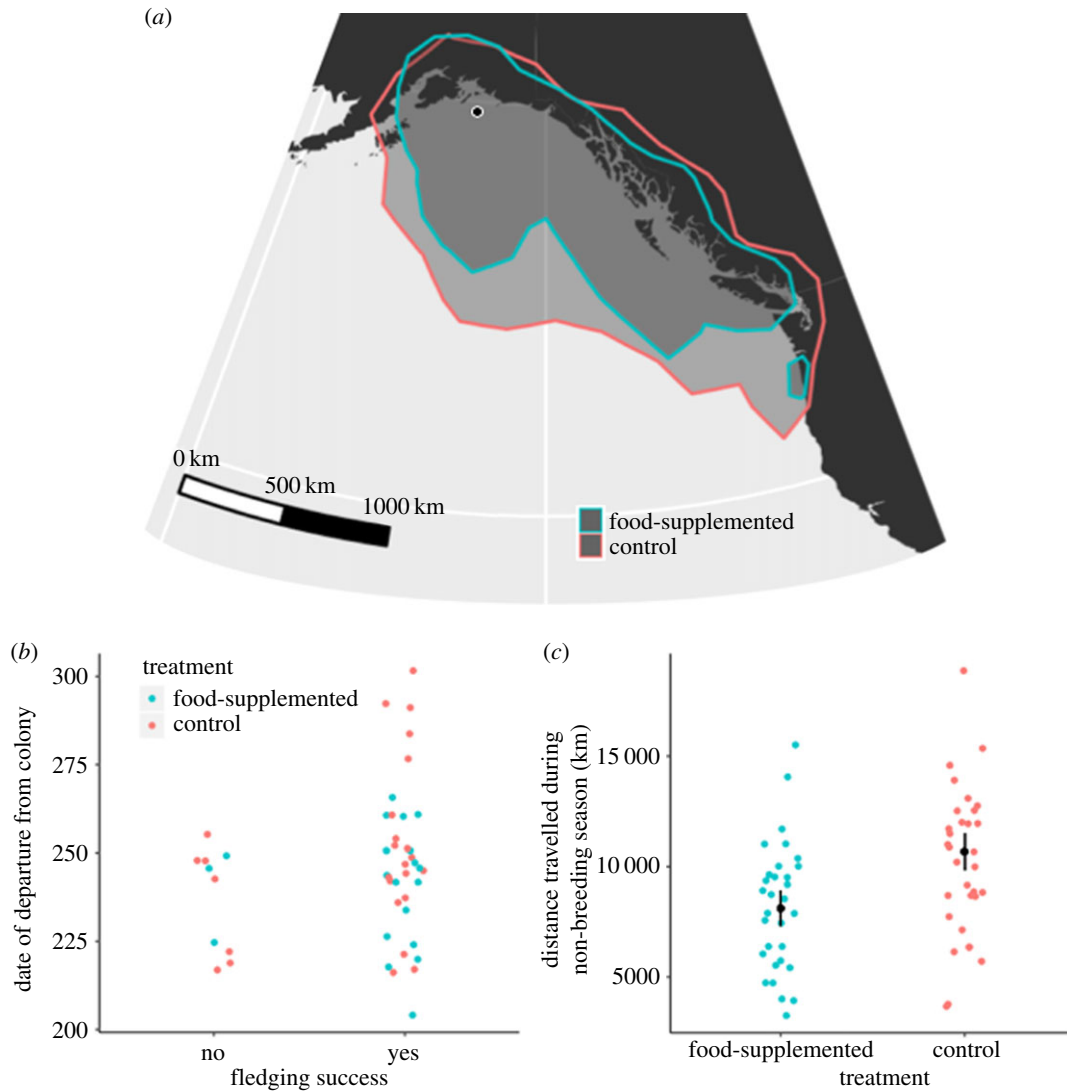 (a)
0 km
500 km
1000 km
food-supplemented
control
(b)
treatment
food-supplemented
control
date of departure from colony
300
275
250
225
200
no
yes
fledging success
(c)
distance travelled during
non-breeding season (km)
15 000
10 000
5000
food-supplemented
control
treatment